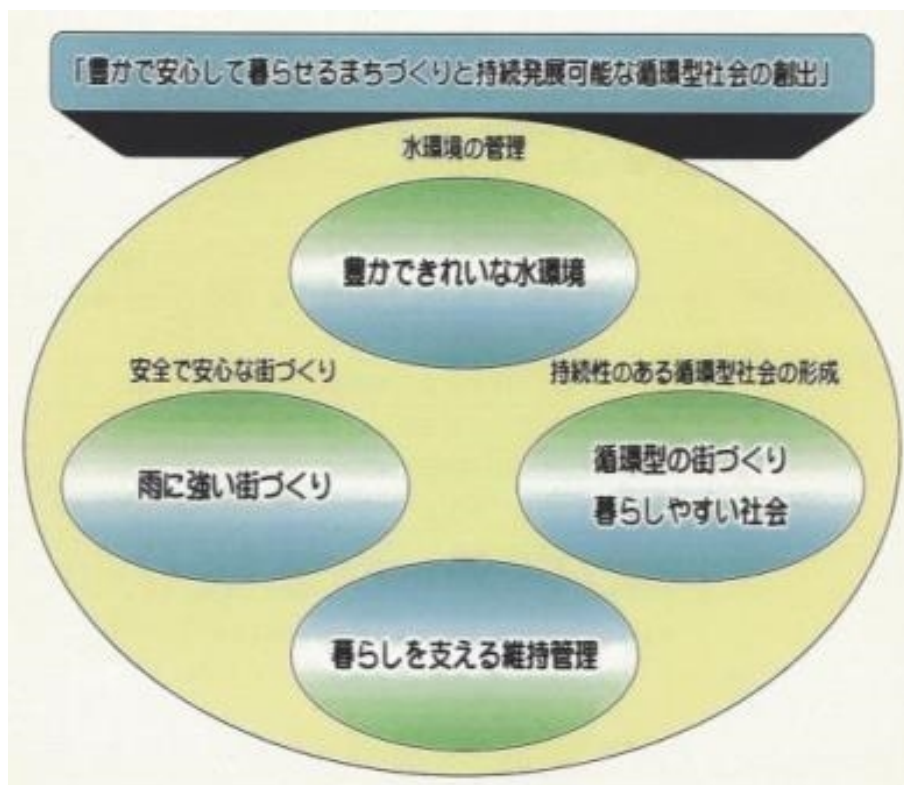 「豊かで安心して暮らせるまちづくりと持続発展可能な循環型社会の創出」
水環境の管理
豊かできれいな水環境
安全で安心な街づくり
雨に強い街づくり
持続性のある循環型社会の形成
循環型の街づくり
暮らしやすい社会
暮らしを支える維持管理